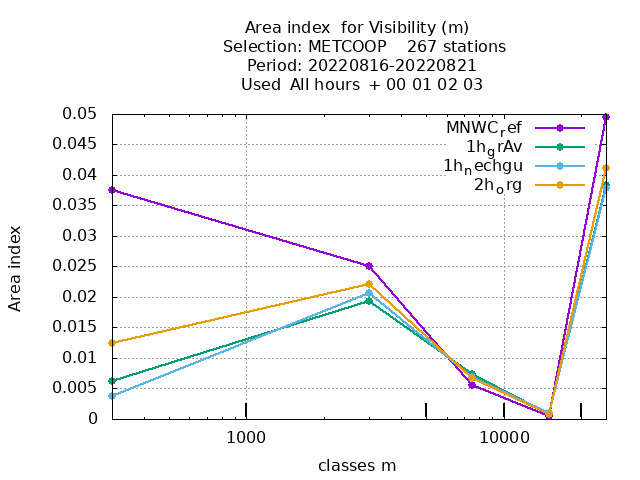 Area index  for Visibility (m)
Selection: METCOOP    267 stations
Period: 20220816-20220821
Used  All hours  + 00 01 02 03
MNWC_ref
1h_grAv
1h_nechgu
2h_org
0.05
0.045
0.04
0.035
0.03
0.025
0.02
0.015
0.01
0.005
0
Area index
1000
10000
classes m